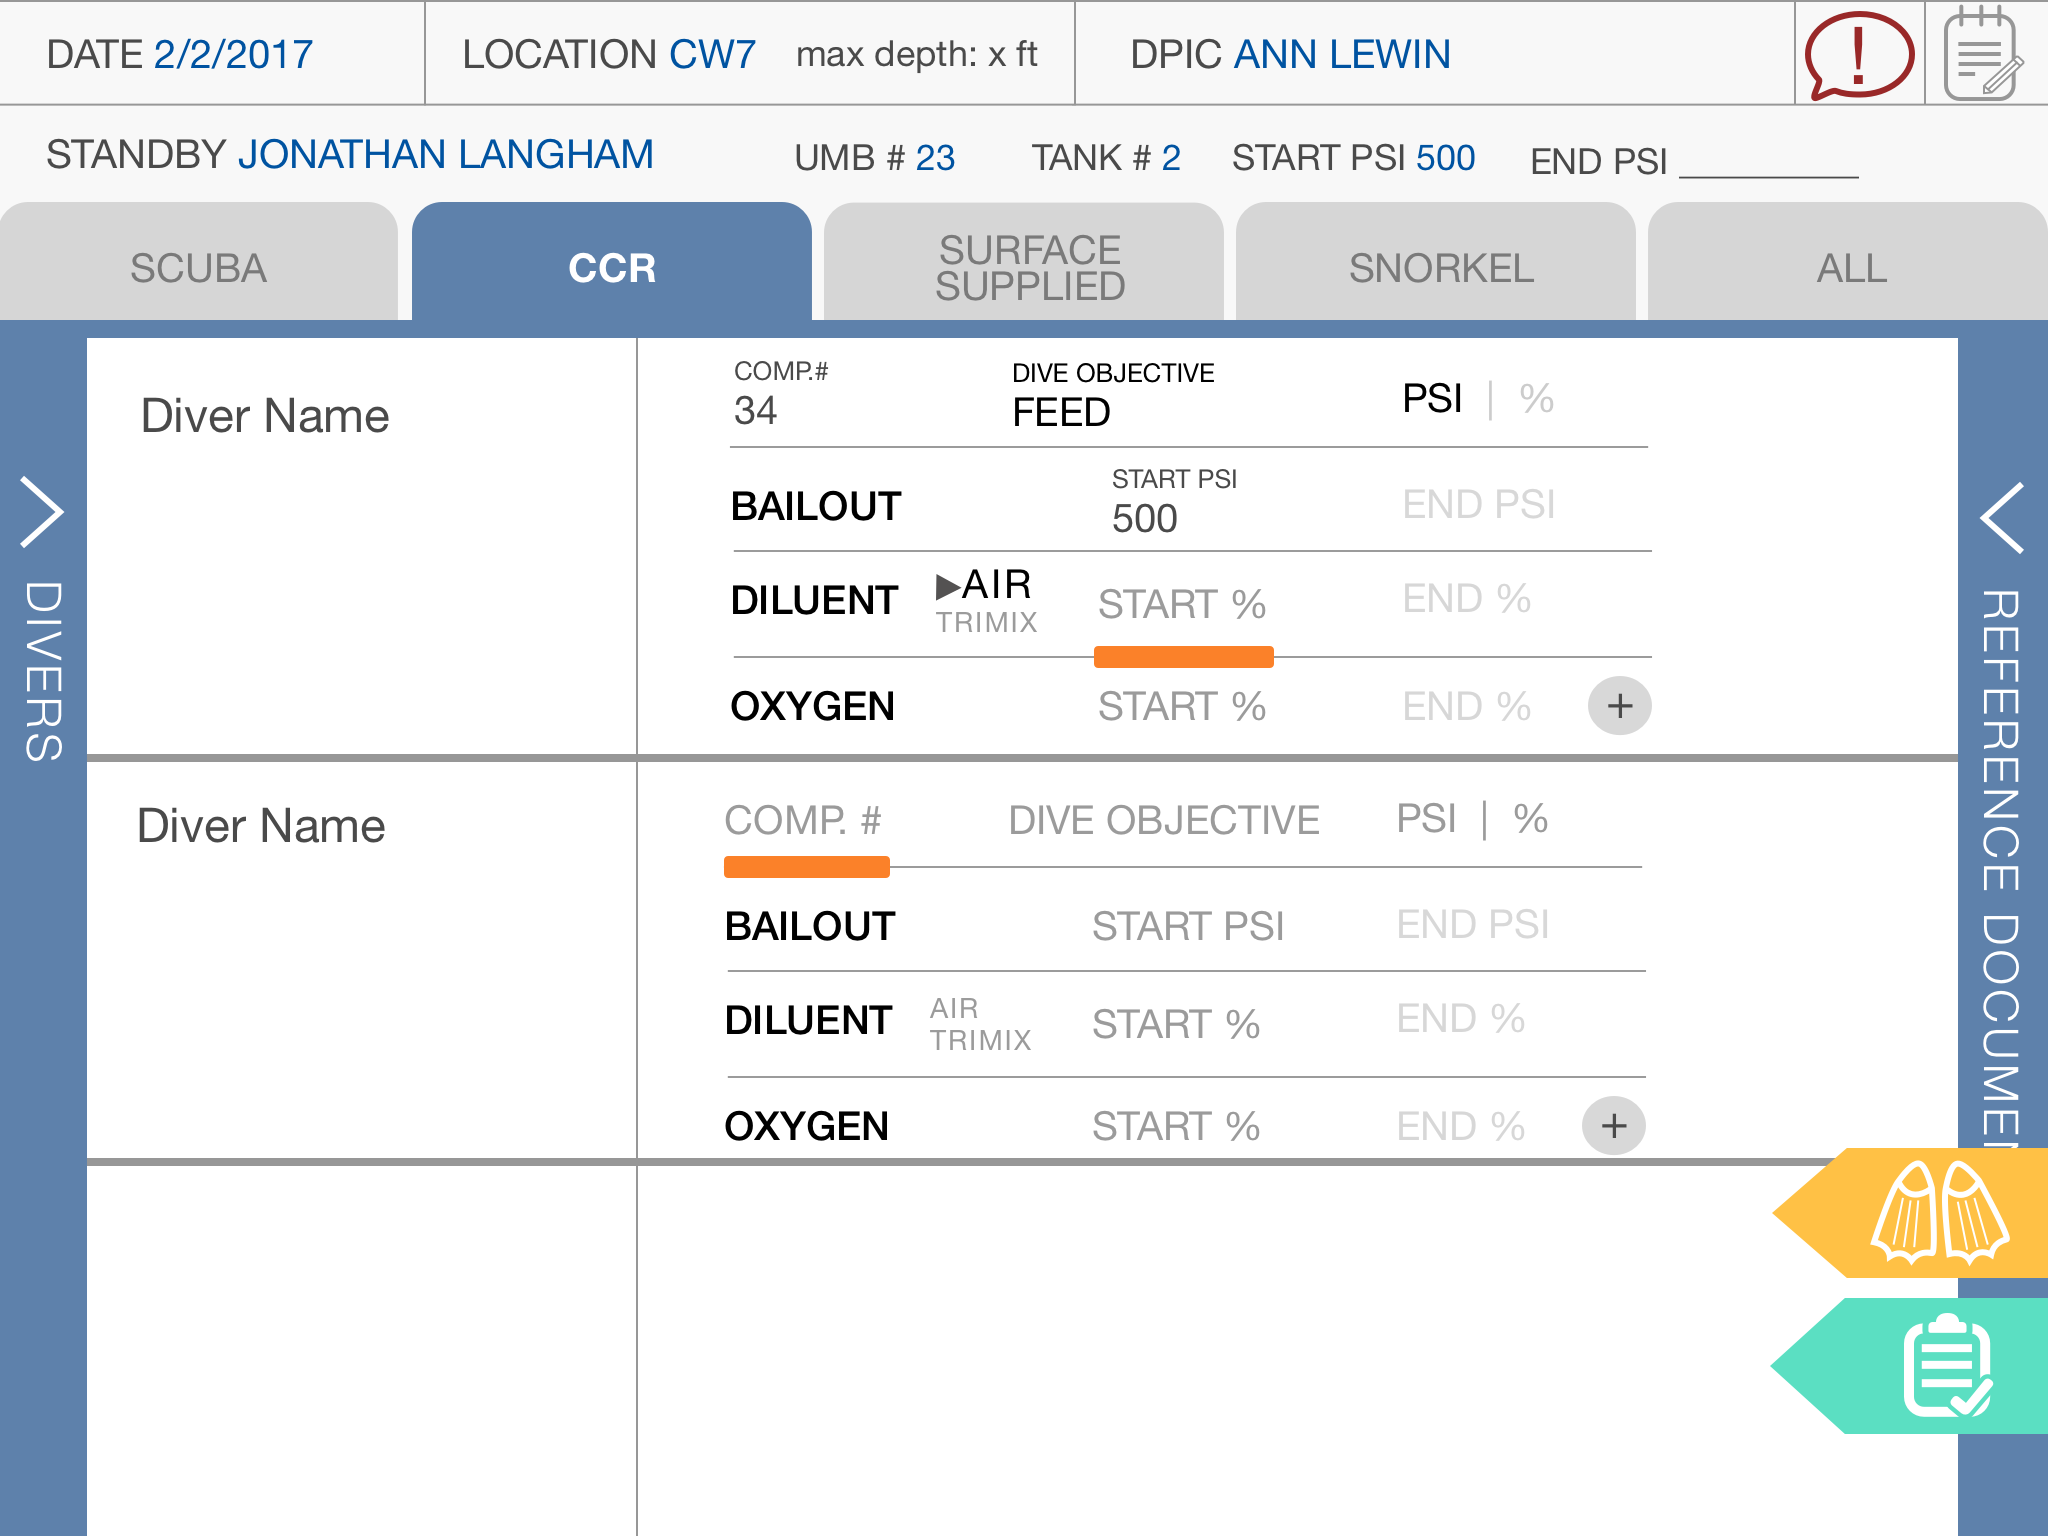 DATE 2/2/2017
LOCATION CW7 max depth: x ft
DPIC ANN LEWIN
STANDBY JONATHAN LANGHAM UMB # 23 TANK # 2 START PSI 500 END PSI
SCUBA
CCR
SURFACE
SUPPLIED
SNORKEL
ALL
DIVERS
Diver Name
COMP.#
34
DIVE OBJECTIVE
FEED
PSI | %
BAILOUT
START PSI
500
END PSI
DILUENT
▶AIR
TRIMIX
START %
END %
OXYGEN START % END % +
Diver Name
COMP. # DIVE OBJECTIVE PSI | %
BAILOUT START PSI END PSI
DILUENT
AIR
TRIMIX
START %
END %
OXYGEN START % END % +
REFERENCE